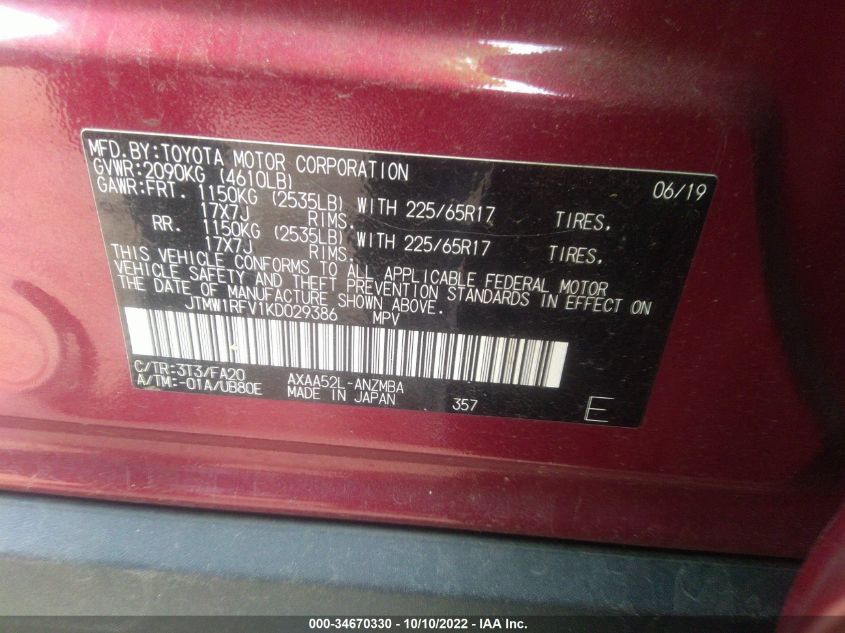 MFD.BY:TOYOTA MOTOR CORPORATION 06/19
GVWR:2090KG (4610LB)
GAWR:FRT. 1150KG (2535LB) WITH 225/65R17 TIRES,
17X7J RIMS.
RR. 1150KG (2535LB) WITH 225/65R17 TIRES,
17X7J RIMS.
THIS VEHICLE CONFORMS TO ALL APPLICABLE FEDERAL MOTOR
VEHICLE SAFETY AND THEFT PREVENTION STANDARDS IN EFFECT ON
THE DATE OF MANUFACTURE SHOWN ABOVE.
JTMW1RFV1KD029386 MPV
C/TR:3T3/FA20 AXAA52L-ANZMBA
A/TM:-01A/UB80E MADE IN JAPAN 357 E
000-34670330 - 10/10/2022 - IAA Inc.